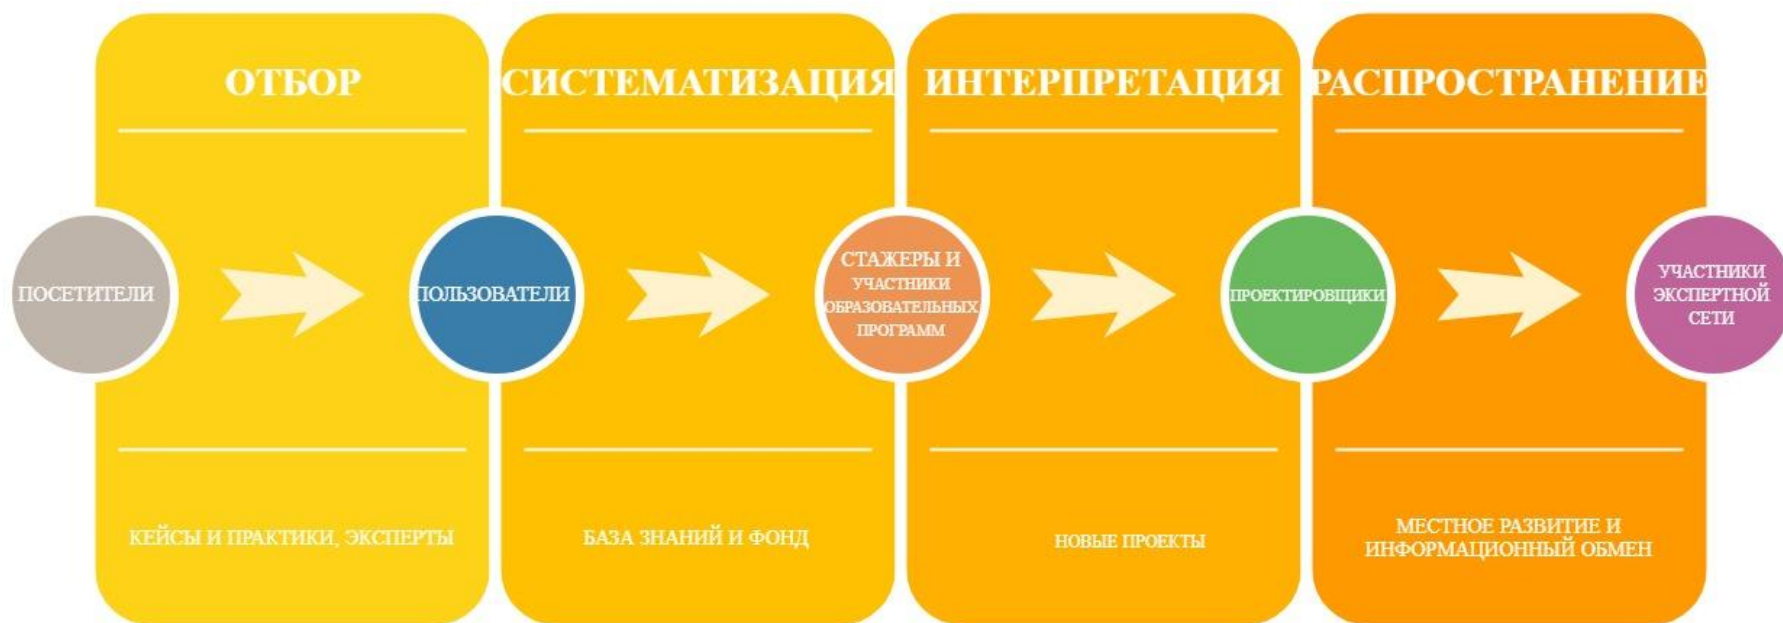 ОТБОР
СИСТЕМАТИЗАЦИЯ
ИНТЕРПРЕТАЦИЯ
РАСПРОСТРАНЕНИЕ
ПОСЕТИТЕЛИ
ПОЛЬЗОВАТЕЛИ
СТАЖЕРЫ И
УЧАСТНИКИ
ОБРАЗОВАТЕЛЬНЫХ
ПРОГРАММ
ПРОЕКТИРОВЩИКИ
УЧАСТНИКИ
ЭКСПЕРТНОЙ
СЕТИ
КЕЙСЫ И ПРАКТИКИ, ЭКСПЕРТЫ
БАЗА ЗНАНИЙ И ФОНД
НОВЫЕ ПРОЕКТЫ
МЕСТНОЕ РАЗВИТИЕ И
ИНФОРМАЦИОННЫЙ ОБМЕН